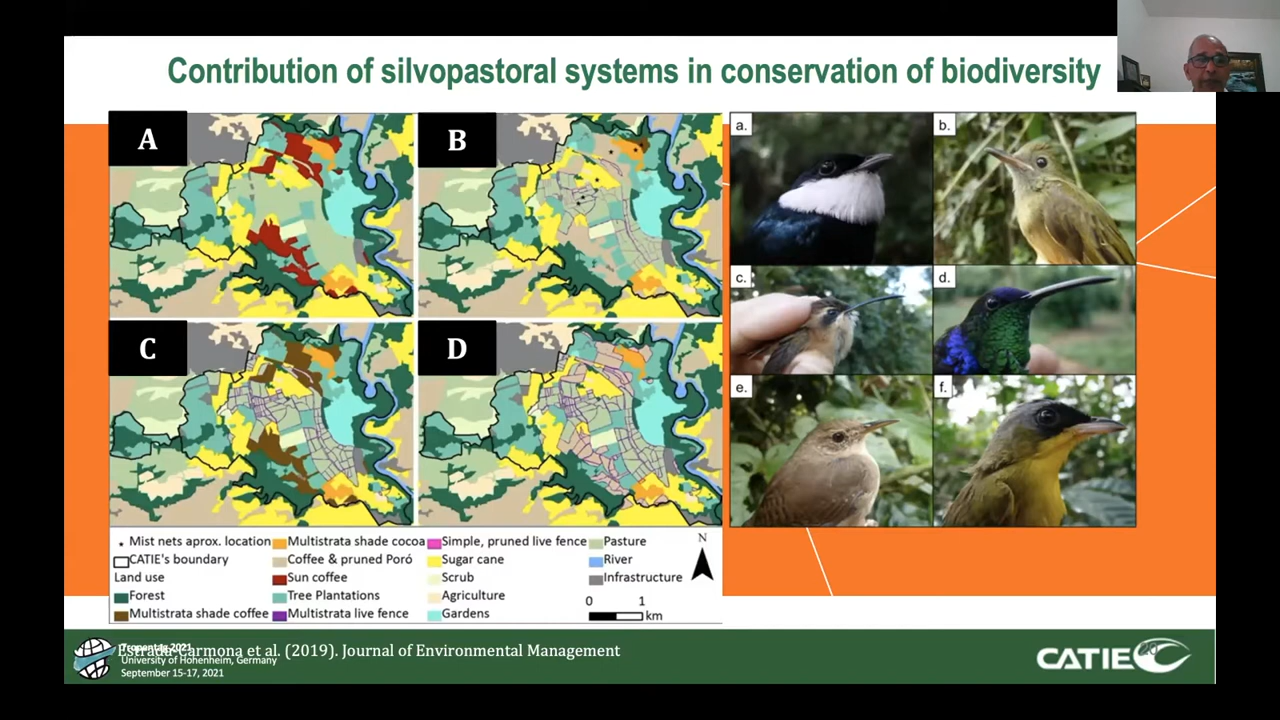 Contribution of silvopastoral systems in conservation of biodiversity
A
B
C
D
a.
b.
c.
d.
e.
f.
Mist nets aprox. location
CATIE's boundary
Land use
Forest
Multistrata shade coffee
Multistrata shade cocoa
Coffee & pruned Poró
Sun coffee
Tree Plantations
Multistrata live fence
Simple, pruned live fence
Sugar cane
Scrub
Agriculture
Gardens
Pasture
River
Infrastructure
N
0 1
km
Estrada-Carmona et al. (2019). Journal of Environmental Management
Tropentag 2021
University of Hohenheim, Germany
September 15-17, 2021
CATIE